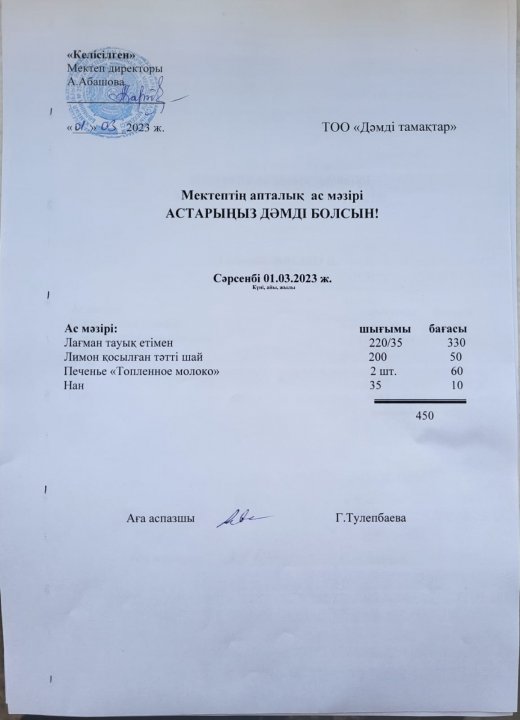 «Келісілген»
Мектеп директоры
А.Абашова
«01» 03 2023 ж.
ТОО «Дәмді тамақтар»
Мектептің апталық ас мәзірі
АСТАРЫҢЫЗ ДӘМДІ БОЛСЫН!
Сәрсенбі 01.03.2023 ж.
Күні, айы, жылы
Ас мәзірі: шығымы бағасы
Лағман тауық етімен 220/35 330
Лимон қосылған тәтті шай 200 50
Печенье «Топленное молоко» 2 шт. 60
Нан 35 10
450
Аға аспазшы Г.Тулепбаева